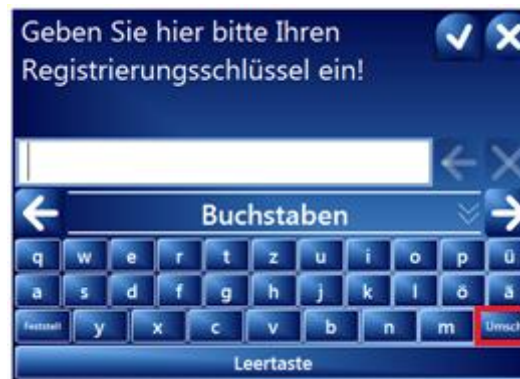 Geben Sie hier bitte Ihren
Registrierungsschlüssel ein!
Buchstaben
q w e r t z u i o p ü
a s d f g h j k l ö ä
Feststell y x c v b n m Umsch
Leertaste